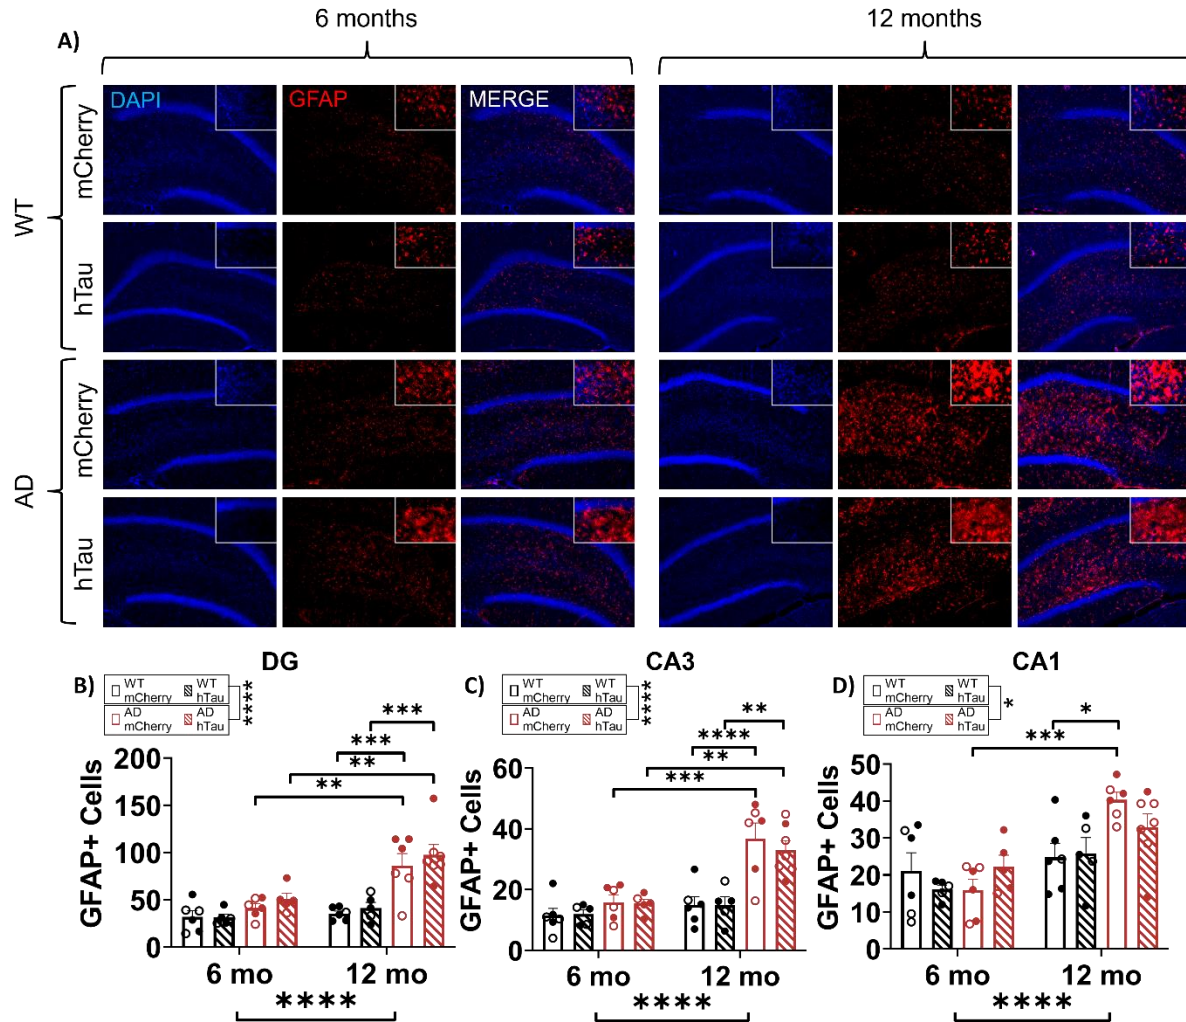 6 months
12 months
A)
DAPI
GFAP
MERGE
WT
mCherry
hTau
AD
mCherry
hTau
DG
B)
WT
mCherry
WT
hTau
AD
mCherry
AD
hTau
****
***
***
**
**
GFAP+ Cells
200
150
100
50
0
6 mo
12 mo
****
CA3
C)
WT
mCherry
WT
hTau
AD
mCherry
AD
hTau
****
**
****
**
***
GFAP+ Cells
60
40
20
0
6 mo
12 mo
****
CA1
D)
WT
mCherry
WT
hTau
AD
mCherry
AD
hTau
*
*
***
GFAP+ Cells
50
40
30
20
10
0
6 mo
12 mo
****